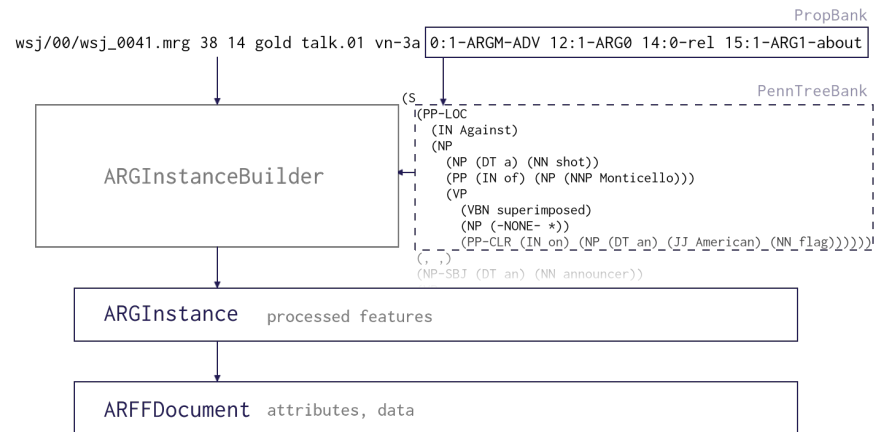 PropBank
wsj/00/wsj_0041.mrg 38 14 gold talk.01 vn-3a 0:1-ARGM-ADV 12:1-ARG0 14:0-rel 15:1-ARG1-about
PennTreeBank
(S
(PP-LOC
(IN Against)
(NP
(NP (DT a) (NN shot))
(PP (IN of) (NP (NNP Monticello)))
(VP
(VBN superimposed)
(NP (-NONE- *))
(PP-CLR (IN on) (NP (DT an) (JJ American) (NN flag))))))
(, ,)
(NP-SBJ (DT an) (NN announcer))
ARGInstanceBuilder
ARGInstance processed features
ARFFDocument attributes, data